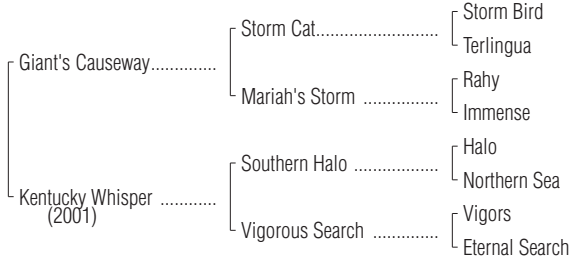 Storm Bird
Storm Cat..........................
Terlingua
Giant's Causeway..............
Rahy
Mariah's Storm ................
Immense
Halo
Southern Halo ..................
Northern Sea
Kentucky Whisper ............
(2001)
Vigors
Vigorous Search ..............
Eternal Search